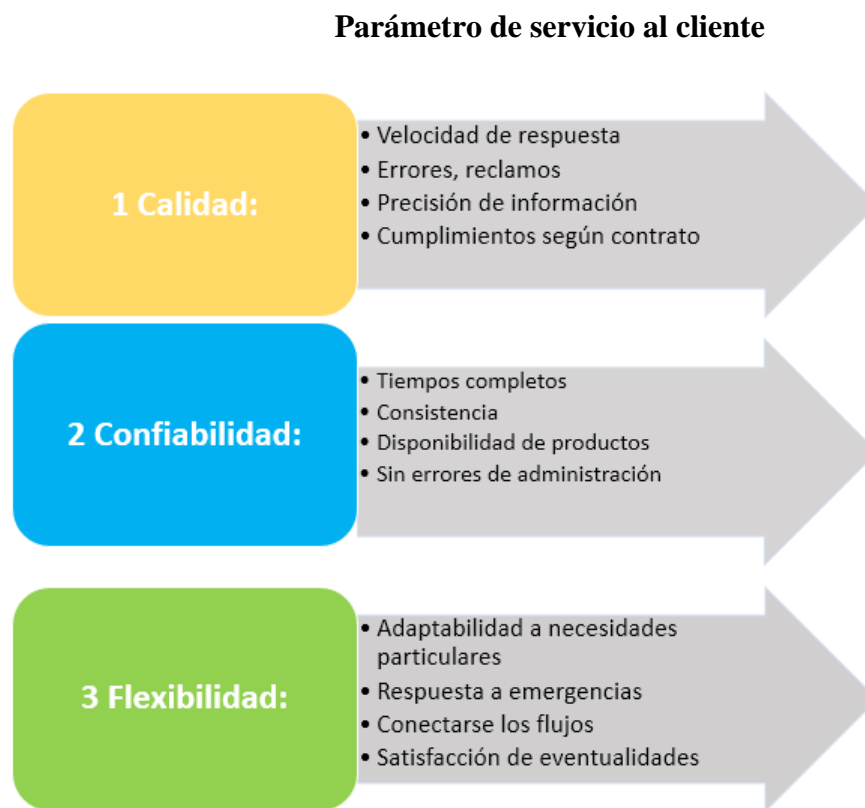 Parámetro de servicio al cliente
1 Calidad:
• Velocidad de respuesta
• Errores, reclamos
• Precisión de información
• Cumplimientos según contrato
2 Confiabilidad:
• Tiempos completos
• Consistencia
• Disponibilidad de productos
• Sin errores de administración
3 Flexibilidad:
• Adaptabilidad a necesidades
particulares
• Respuesta a emergencias
• Conectarse los flujos
• Satisfacción de eventualidades